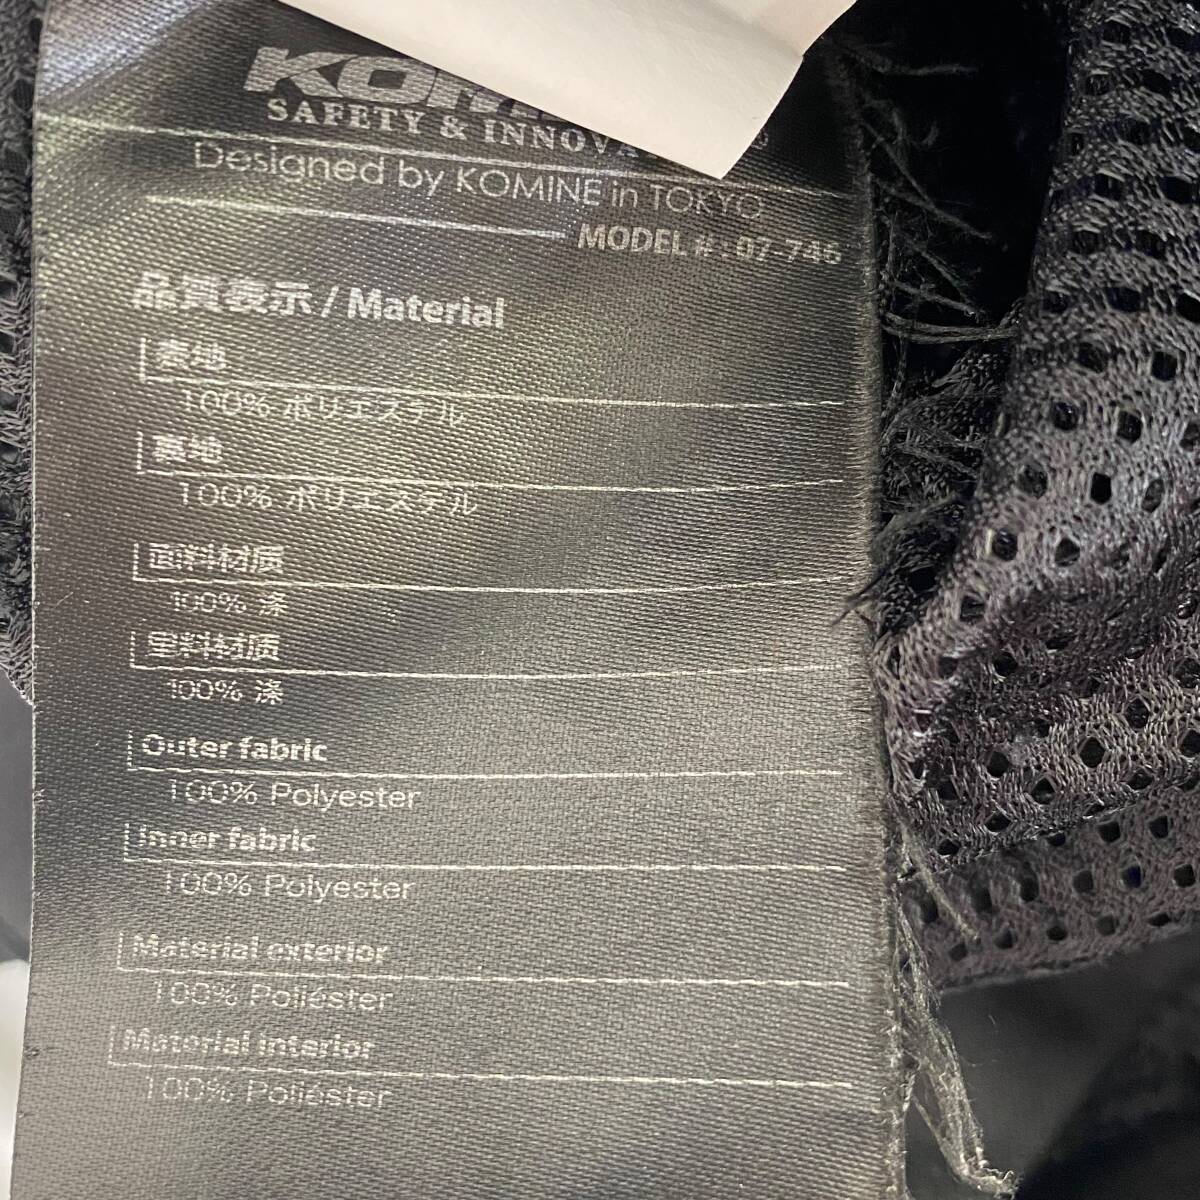 SAFETY & INNOVA
Designed by KOMINE in TOKYO
MODEL # : 07-746
品質表示 / Material
表地
100% ポリエステル
裏地
100% ポリエステル
面料材质
100% 涤
里料材质
100% 涤
Outer fabric
100% Polyester
Inner fabric
100% Polyester
Material exterior
100% Poliéster
Material interior
100% Poliéster